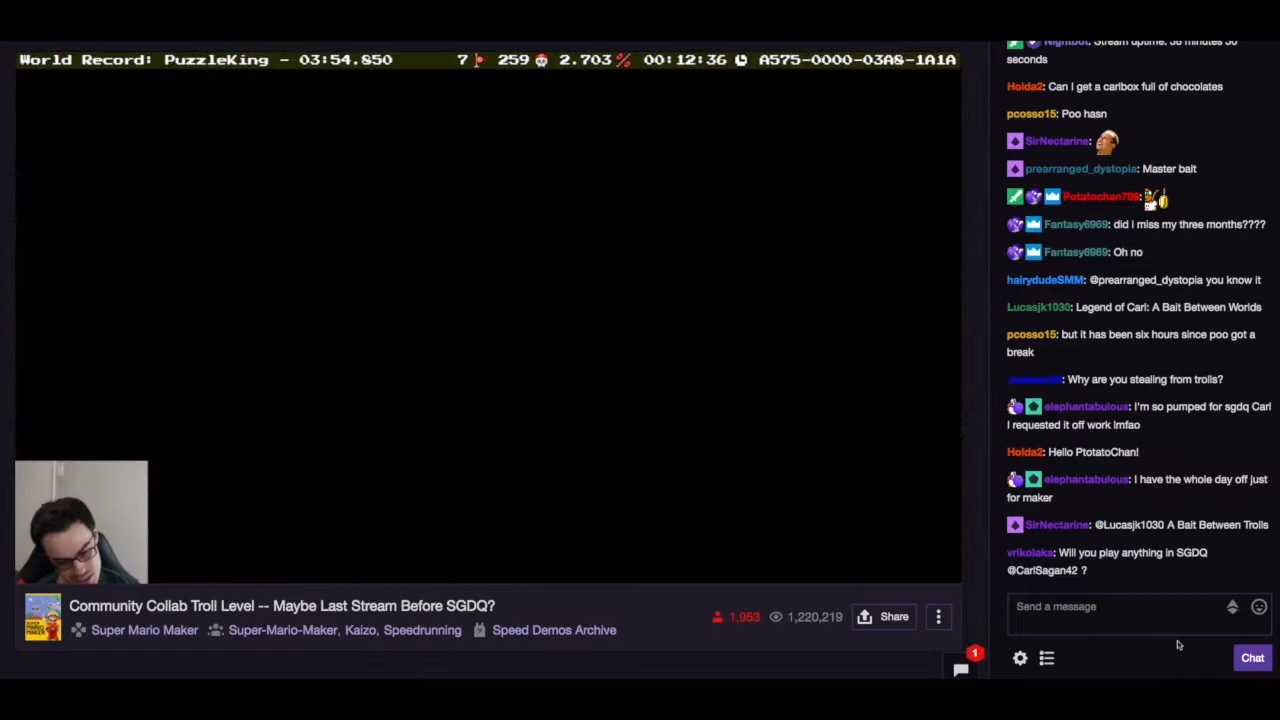 World Record: PuzzleKing - 03:54.850 7 259 2.703% 00:12:36 A575-0000-03A8-1A1A
Nightbot: Stream uptime: 38 minutes 50
seconds
Holda2: Can I get a carlbox full of chocolates
pcosso15: Poo hasn
SirNectarine:
prearranged_dystopia: Master bait
Potatochan788:
Fantasy6969: did i miss my three months????
Fantasy6969: Oh no
hairydudeSMM: @prearranged_dystopia you know it
Lucasjk1030: Legend of Carl: A Bait Between Worlds
pcosso15: but it has been six hours since poo got a
break
: Why are you stealing from trolls?
elephantabulous: I'm so pumped for sgdq Carl
I requested it off work lmfao
Holda2: Hello PtotatoChan!
elephantabulous: I have the whole day off just
for maker
SirNectarine: @Lucasjk1030 A Bait Between Trolls
vrikolaka: Will you play anything in SGDQ
@CarlSagan42 ?
Send a message
Chat
Community Collab Troll Level -- Maybe Last Stream Before SGDQ?
Super Mario Maker Super-Mario-Maker, Kaizo, Speedrunning Speed Demos Archive
1,953 1,220,219 Share
1